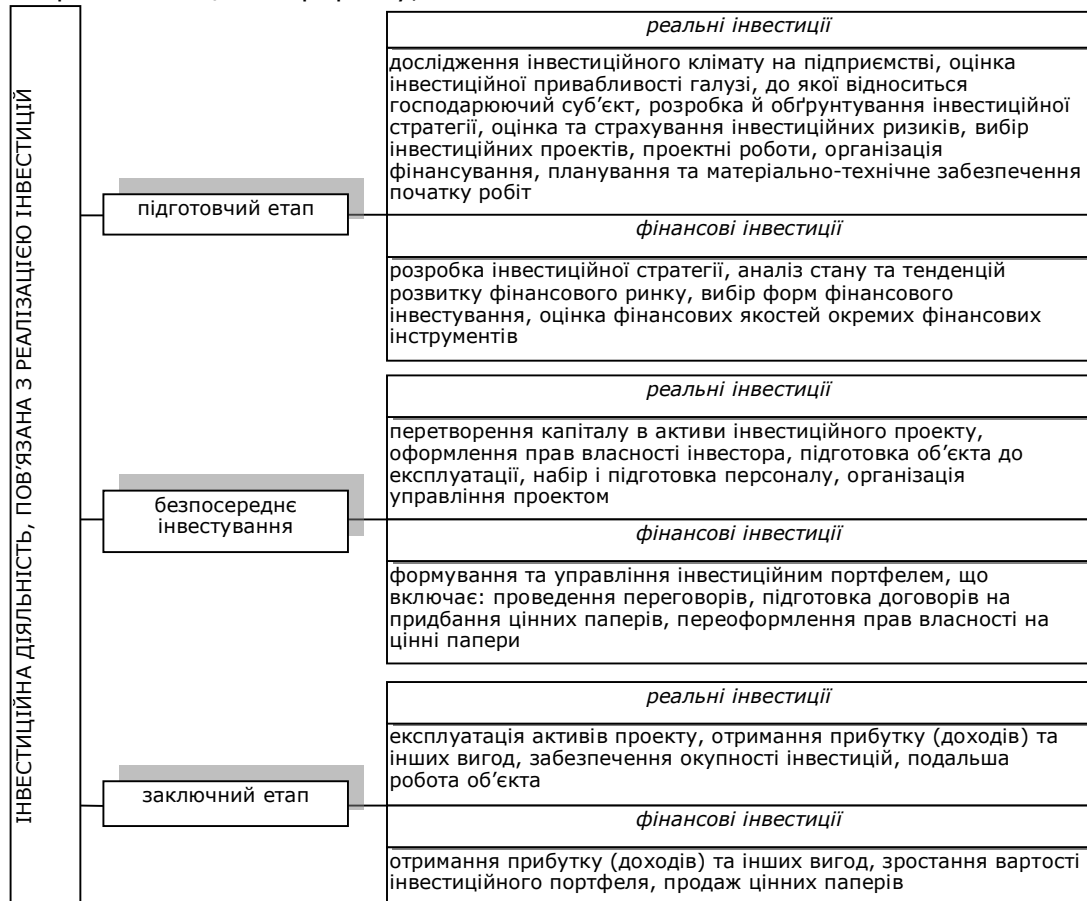 ІНВЕСТИЦІЙНА ДІЯЛЬНІСТЬ, ПОВ’ЯЗАНА З РЕАЛІЗАЦІЄЮ ІНВЕСТИЦІЙ
підготовчий етап
реальні інвестиції
дослідження інвестиційного клімату на підприємстві, оцінка
інвестиційної привабливості галузі, до якої відноситься
господарюючий суб’єкт, розробка й обґрунтування інвестиційної
стратегії, оцінка та страхування інвестиційних ризиків, вибір
інвестиційних проектів, проектні роботи, організація
фінансування, планування та матеріально-технічне забезпечення
початку робіт
фінансові інвестиції
розробка інвестиційної стратегії, аналіз стану та тенденцій
розвитку фінансового ринку, вибір форм фінансового
інвестування, оцінка фінансових якостей окремих фінансових
інструментів
безпосереднє
інвестування
реальні інвестиції
перетворення капіталу в активи інвестиційного проекту,
оформлення прав власності інвестора, підготовка об’єкта до
експлуатації, набір і підготовка персоналу, організація
управління проектом
фінансові інвестиції
формування та управління інвестиційним портфелем, що
включає: проведення переговорів, підготовка договорів на
придбання цінних паперів, переоформлення прав власності на
цінні папери
заключний етап
реальні інвестиції
експлуатація активів проекту, отримання прибутку (доходів) та
інших вигод, забезпечення окупності інвестицій, подальша
робота об’єкта
фінансові інвестиції
отримання прибутку (доходів) та інших вигод, зростання вартості
інвестиційного портфеля, продаж цінних паперів